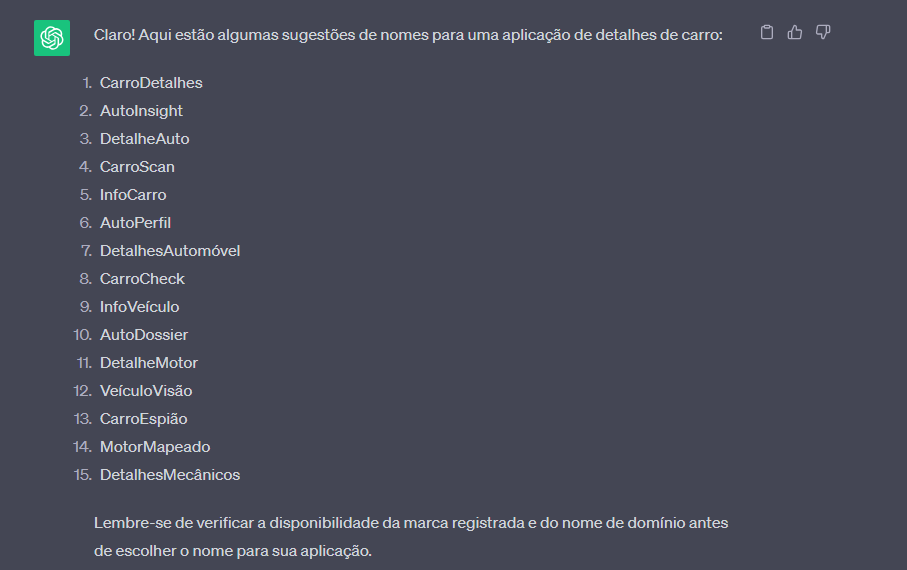 Claro! Aqui estão algumas sugestões de nomes para uma aplicação de detalhes de carro:
1. CarroDetalhes
2. AutoInsight
3. DetalheAuto
4. CarroScan
5. InfoCarro
6. AutoPerfil
7. DetalhesAutomóvel
8. CarroCheck
9. InfoVeículo
10. AutoDossier
11. DetalheMotor
12. VeículoVisão
13. CarroEspião
14. MotorMapeado
15. DetalhesMecânicos
Lembre-se de verificar a disponibilidade da marca registrada e do nome de domínio antes
de escolher o nome para sua aplicação.